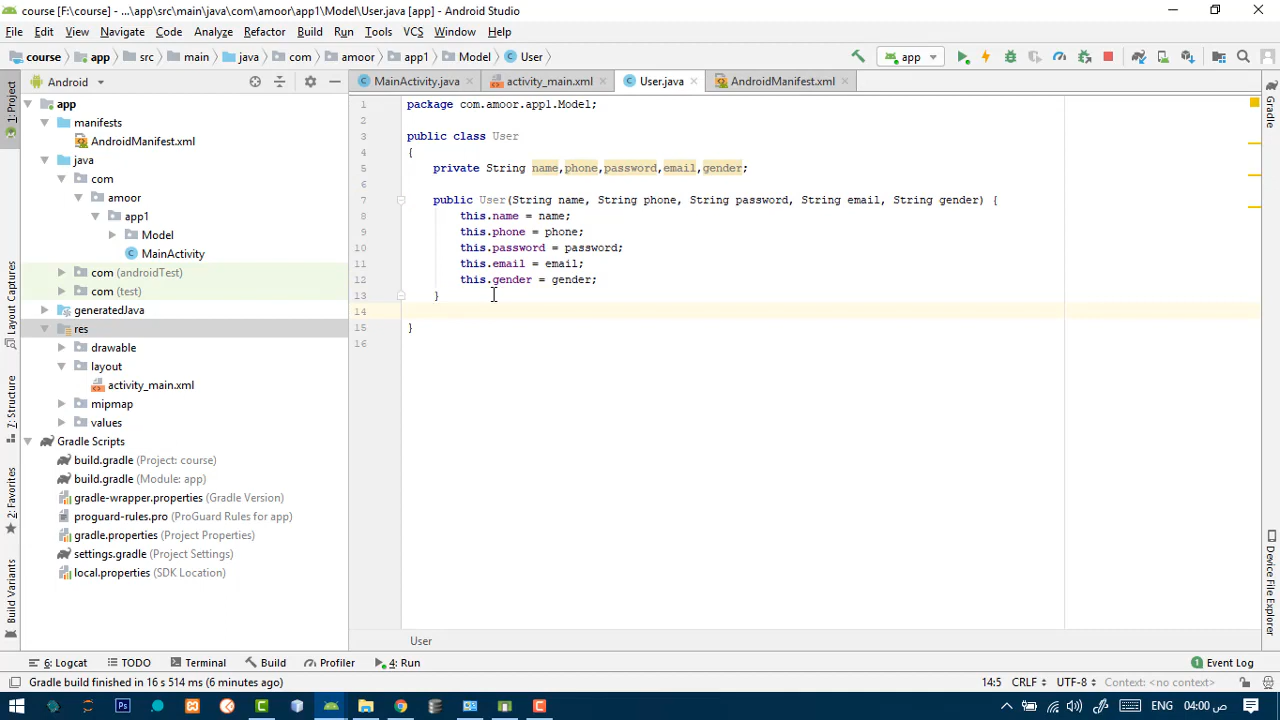 course [F:\course] - ...\app\src\main\java\com\amoor\app1\Model\User.java [app] - Android Studio
File Edit View Navigate Code Analyze Refactor Build Run Tools VCS Window Help
course app src main java com amoor app1 Model User
app
1: Project
Android
MainActivity.java activity_main.xml User.java AndroidManifest.xml
Gradle
app
manifests
AndroidManifest.xml
java
com
amoor
app1
Model
MainActivity
com (androidTest)
com (test)
generatedJava
res
drawable
layout
activity_main.xml
mipmap
values
Gradle Scripts
build.gradle (Project: course)
build.gradle (Module: app)
gradle-wrapper.properties (Gradle Version)
proguard-rules.pro (ProGuard Rules for app)
gradle.properties (Project Properties)
settings.gradle (Project Settings)
local.properties (SDK Location)
Layout Captures
Z: Structure
2: Favorites
Build Variants
1 package com.amoor.app1.Model;
2
3 public class User
4 {
5 private String name,phone,password,email,gender;
6
7 public User(String name, String phone, String password, String email, String gender) {
8 this.name = name;
9 this.phone = phone;
10 this.password = password;
11 this.email = email;
12 this.gender = gender;
13 }
14
15 }
16
Device File Explorer
User
6: Logcat TODO Terminal Build Profiler 4: Run 1 Event Log
Gradle build finished in 16 s 514 ms (6 minutes ago) 14:5 CRLF UTF-8 Context: <no context>
Ps C C ENG 04:00 ص